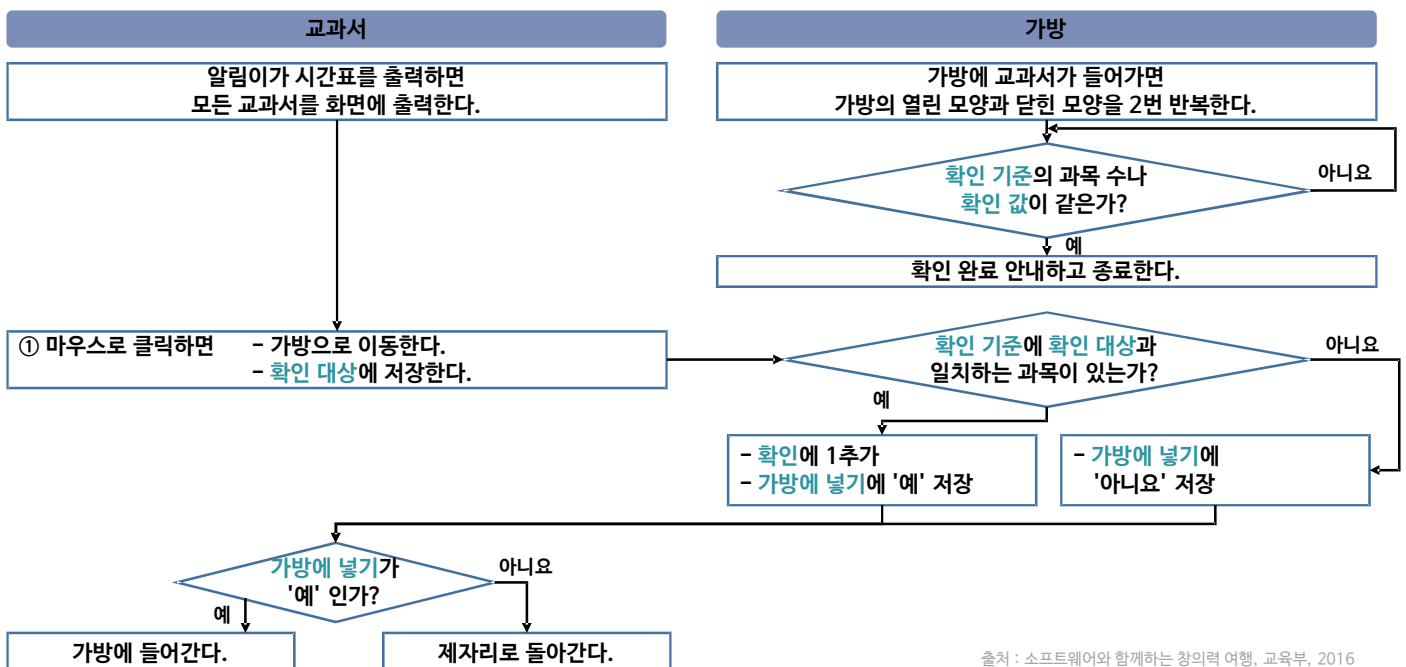 교과서
가방
알림이가 시간표를 출력하면
모든 교과서를 화면에 출력한다.
가방에 교과서가 들어가면
가방의 열린 모양과 닫힌 모양을 2번 반복한다.
확인 기준의 과목 수나
확인 값이 같은가?
아니요
예
확인 완료 안내하고 종료한다.
① 마우스로 클릭하면 - 가방으로 이동한다.
- 확인 대상에 저장한다.
확인 기준에 확인 대상과
일치하는 과목이 있는가?
아니요
예
- 확인에 1추가
- 가방에 넣기에 '예' 저장
- 가방에 넣기에
'아니요' 저장
가방에 넣기가
'예' 인가?
아니요
예
가방에 들어간다.
제자리로 돌아간다.
출처 : 소프트웨어와 함께하는 창의력 여행, 교육부, 2016